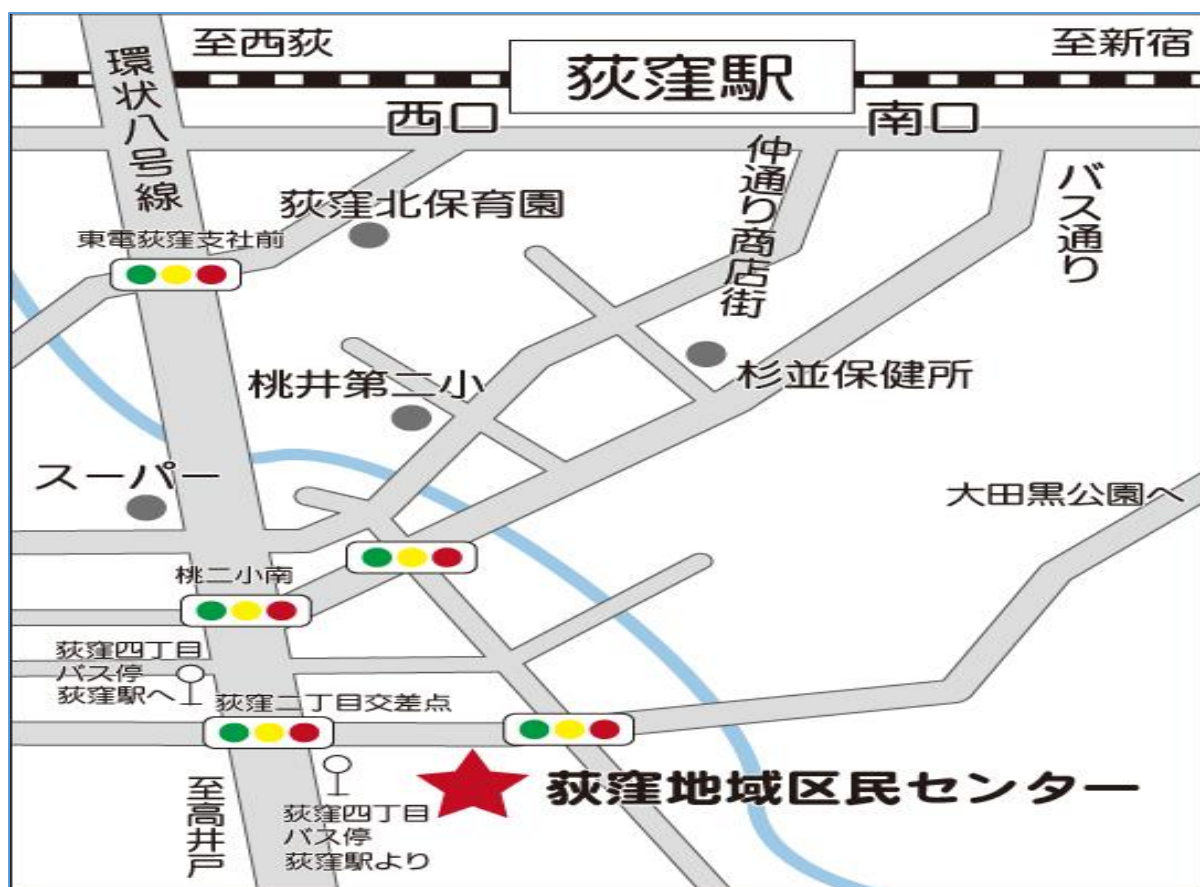 至西荻
荻窪駅
至新宿
環状八号線
西口
南口
仲通り商店街
バス通り
荻窪北保育園
東電荻窪支社前
杉並保健所
桃井第二小
スーパー
大田黒公園へ
桃二小南
荻窪四丁目
バス停
荻窪駅へ
荻窪二丁目交差点
荻窪地域区民センター
至高井戸
荻窪四丁目
バス停
荻窪駅より